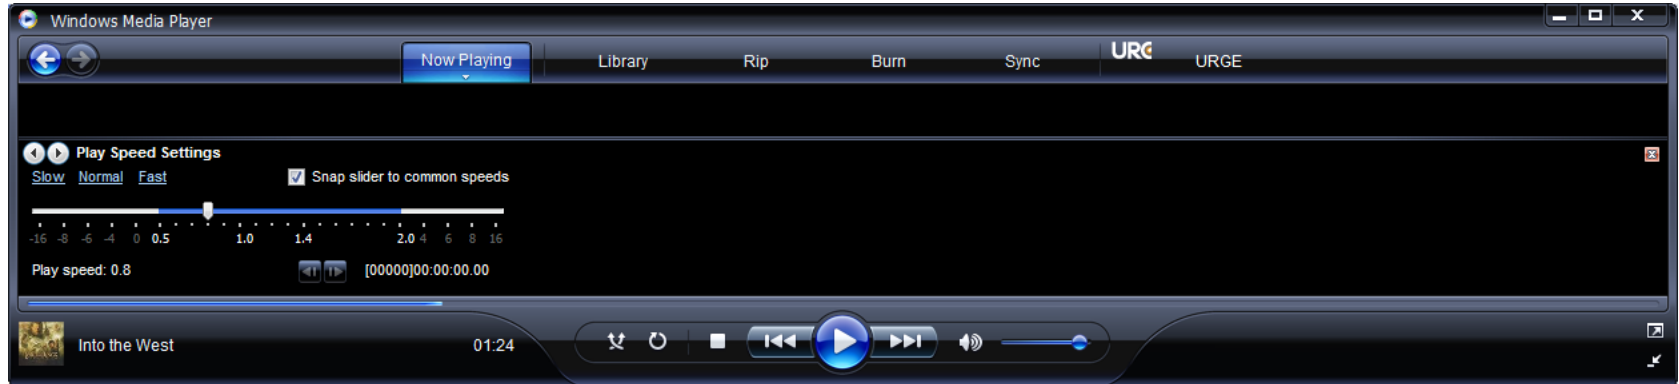 Windows Media Player
Now Playing Library Rip Burn Sync URG URGE
Play Speed Settings
Slow Normal Fast Snap slider to common speeds
-16 -8 -6 -4 0 0.5 1.0 1.4 2.0 4 6 8 16
Play speed: 0.8 [00000]00:00:00.00
Into the West 01:24